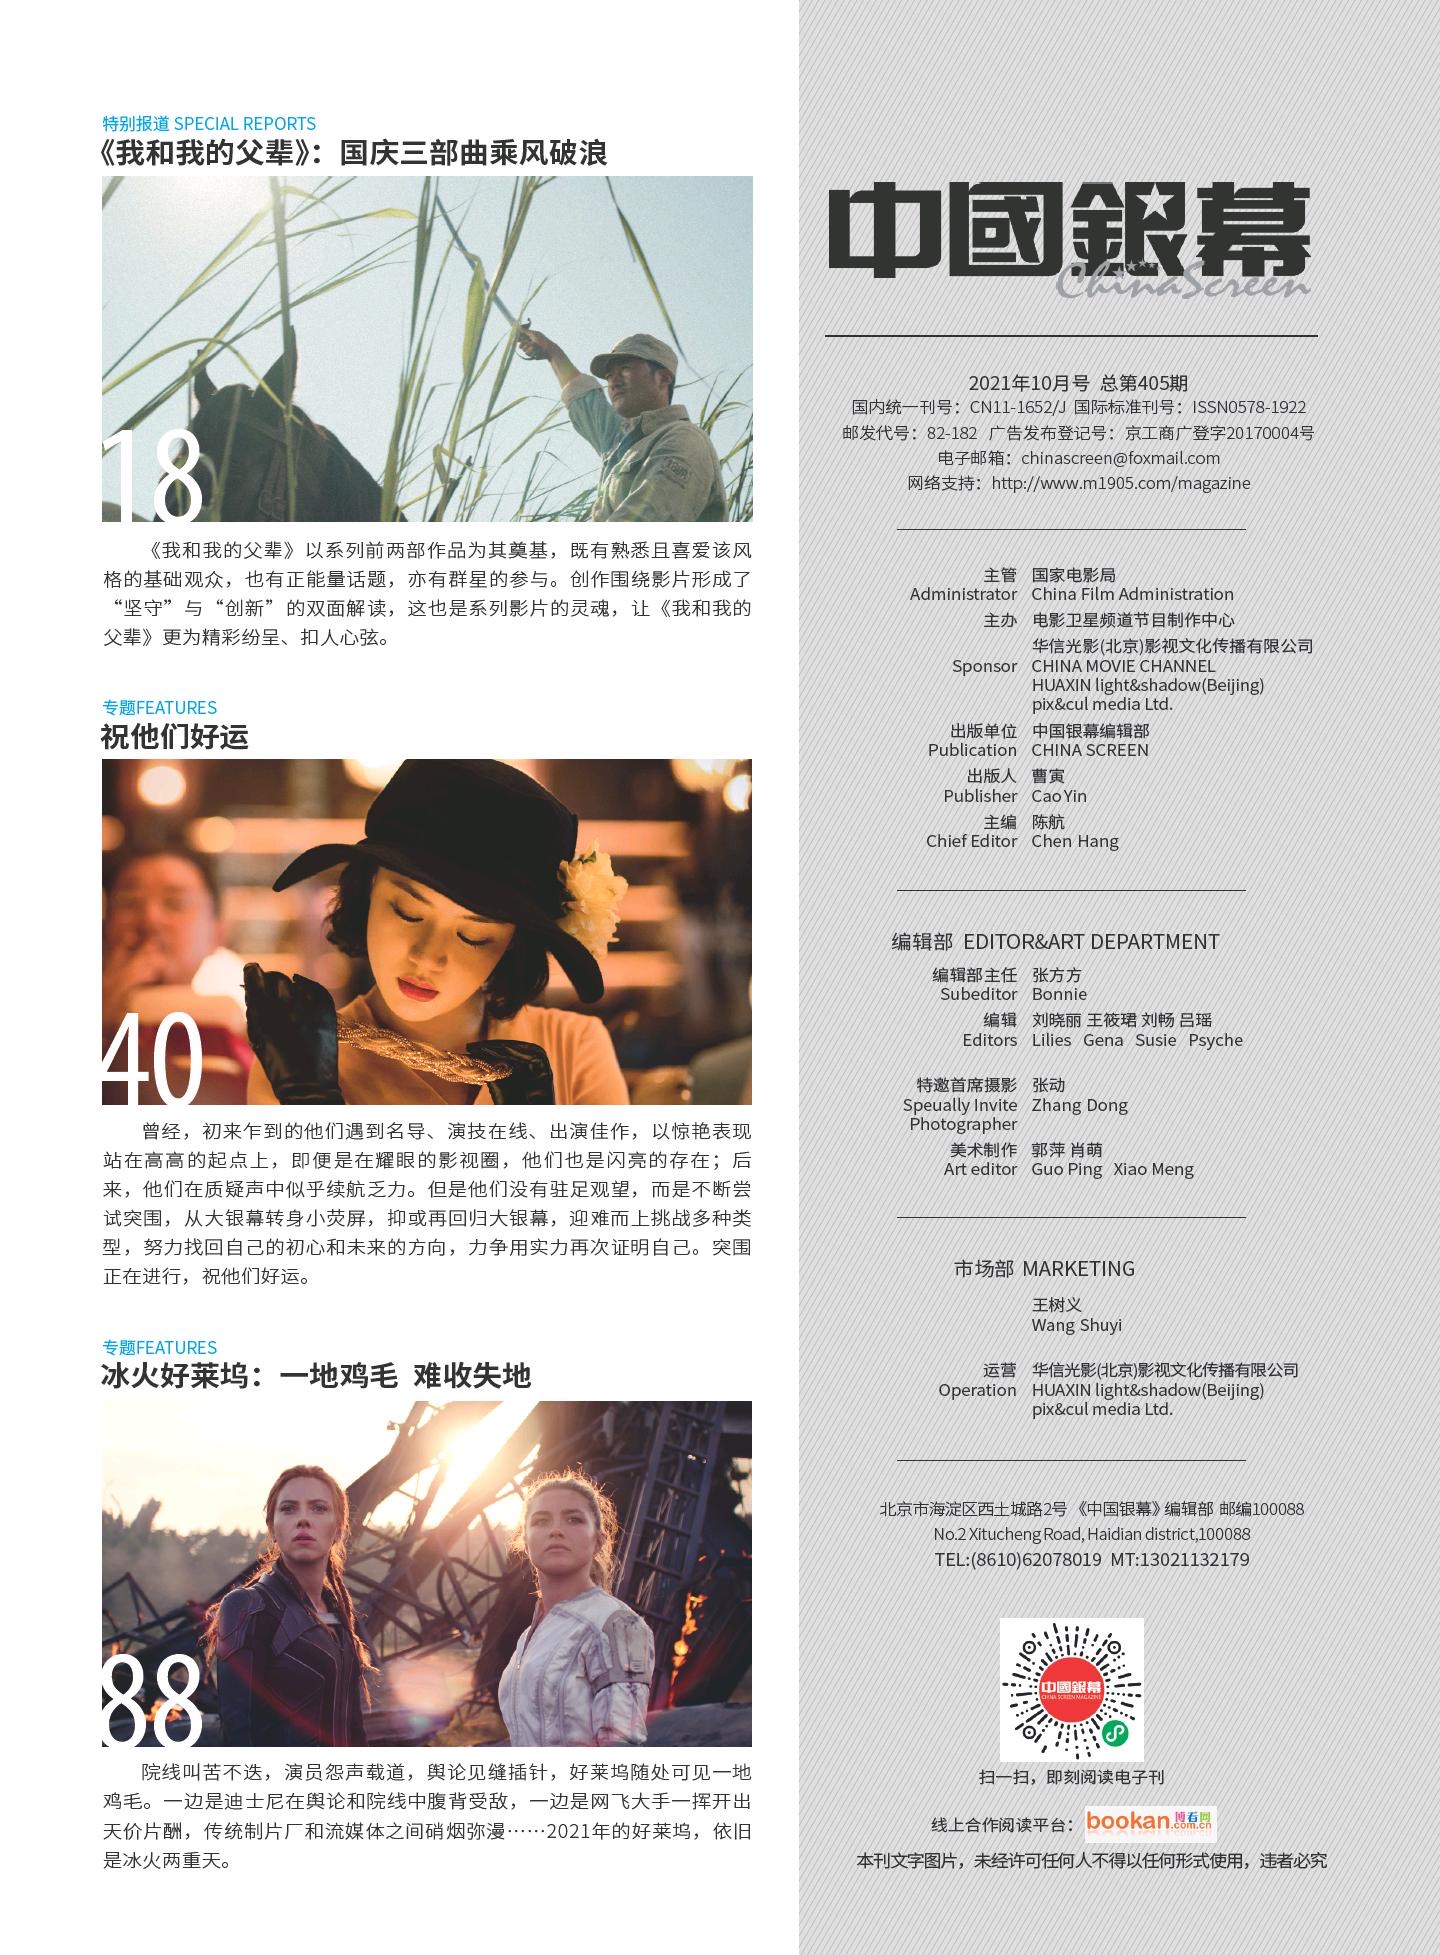 特别报道 SPECIAL REPORTS
《我和我的父辈》：国庆三部曲乘风破浪
18
《我和我的父辈》以系列前两部作品为其奠基，既有熟悉且喜爱该风
格的基础观众，也有正能量话题，亦有群星的参与。创作围绕影片形成了
“坚守”与“创新”的双面解读，这也是系列影片的灵魂，让《我和我的
父辈》更为精彩纷呈、扣人心弦。
专题FEATURES
祝他们好运
40
曾经，初来乍到的他们遇到名导、演技在线、出演佳作，以惊艳表现
站在高高的起点上，即便是在耀眼的影视圈，他们也是闪亮的存在；后
来，他们在质疑声中似乎续航乏力。但是他们没有驻足观望，而是不断尝
试突围，从大银幕转身小荧屏，抑或再回归大银幕，迎难而上挑战多种类
型，努力找回自己的初心和未来的方向，力争用实力再次证明自己。突围
正在进行，祝他们好运。
专题FEATURES
冰火好莱坞：一地鸡毛 难收失地
88
院线叫苦不迭，演员怨声载道，舆论见缝插针，好莱坞随处可见一地
鸡毛。一边是迪士尼在舆论和院线中腹背受敌，一边是网飞大手一挥开出
天价片酬，传统制片厂和流媒体之间硝烟弥漫……2021年的好莱坞，依旧
是冰火两重天。
中國銀幕
ChinaScreen
2021年10月号 总第405期
国内统一刊号：CN11-1652/J 国际标准刊号：ISSN0578-1922
邮发代号：82-182 广告发布登记号：京工商广登字20170004号
电子邮箱：chinascreen@foxmail.com
网络支持：http://www.m1905.com/magazine
主管 国家电影局
Administrator China Film Administration
主办 电影卫星频道节目制作中心
华信光影(北京)影视文化传播有限公司
Sponsor CHINA MOVIE CHANNEL
HUAXIN light&shadow(Beijing)
pix&cul media Ltd.
出版单位 中国银幕编辑部
Publication CHINA SCREEN
出版人 曹寅
Publisher Cao Yin
主编 陈航
Chief Editor Chen Hang
编辑部 EDITOR&ART DEPARTMENT
编辑部主任 张方方
Subeditor Bonnie
编辑 刘晓丽 王筱珺 刘畅 吕瑶
Editors Lilies Gena Susie Psyche
特邀首席摄影 张动
Speually Invite Zhang Dong
Photographer
美术制作 郭萍 肖萌
Art editor Guo Ping Xiao Meng
市场部 MARKETING
王树义
Wang Shuyi
运营 华信光影(北京)影视文化传播有限公司
Operation HUAXIN light&shadow(Beijing)
pix&cul media Ltd.
北京市海淀区西土城路2号《中国银幕》编辑部 邮编100088
No.2 Xitucheng Road, Haidian district,100088
TEL:(8610)62078019 MT:13021132179
中國銀幕
CHINA SCREEN MAGAZINE
扫一扫，即刻阅读电子刊
线上合作阅读平台：bookan.com.cn 博看网
本刊文字图片，未经许可任何人不得以任何形式使用，违者必究